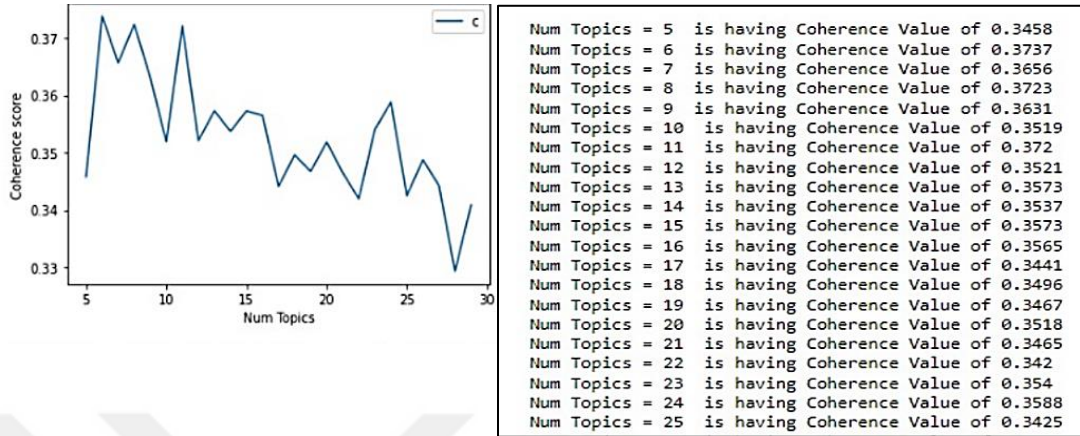 c
0.37
0.36
0.35
0.34
0.33
Coherence score
5 10 15 20 25 30
Num Topics
Num Topics = 5 is having Coherence Value of 0.3458
Num Topics = 6 is having Coherence Value of 0.3737
Num Topics = 7 is having Coherence Value of 0.3656
Num Topics = 8 is having Coherence Value of 0.3723
Num Topics = 9 is having Coherence Value of 0.3631
Num Topics = 10 is having Coherence Value of 0.3519
Num Topics = 11 is having Coherence Value of 0.372
Num Topics = 12 is having Coherence Value of 0.3521
Num Topics = 13 is having Coherence Value of 0.3573
Num Topics = 14 is having Coherence Value of 0.3537
Num Topics = 15 is having Coherence Value of 0.3573
Num Topics = 16 is having Coherence Value of 0.3565
Num Topics = 17 is having Coherence Value of 0.3441
Num Topics = 18 is having Coherence Value of 0.3496
Num Topics = 19 is having Coherence Value of 0.3467
Num Topics = 20 is having Coherence Value of 0.3518
Num Topics = 21 is having Coherence Value of 0.3465
Num Topics = 22 is having Coherence Value of 0.342
Num Topics = 23 is having Coherence Value of 0.354
Num Topics = 24 is having Coherence Value of 0.3588
Num Topics = 25 is having Coherence Value of 0.3425